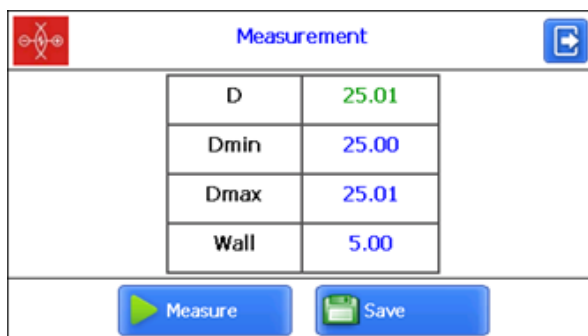 Measurement
D 25.01
Dmin 25.00
Dmax 25.01
Wall 5.00
Measure Save